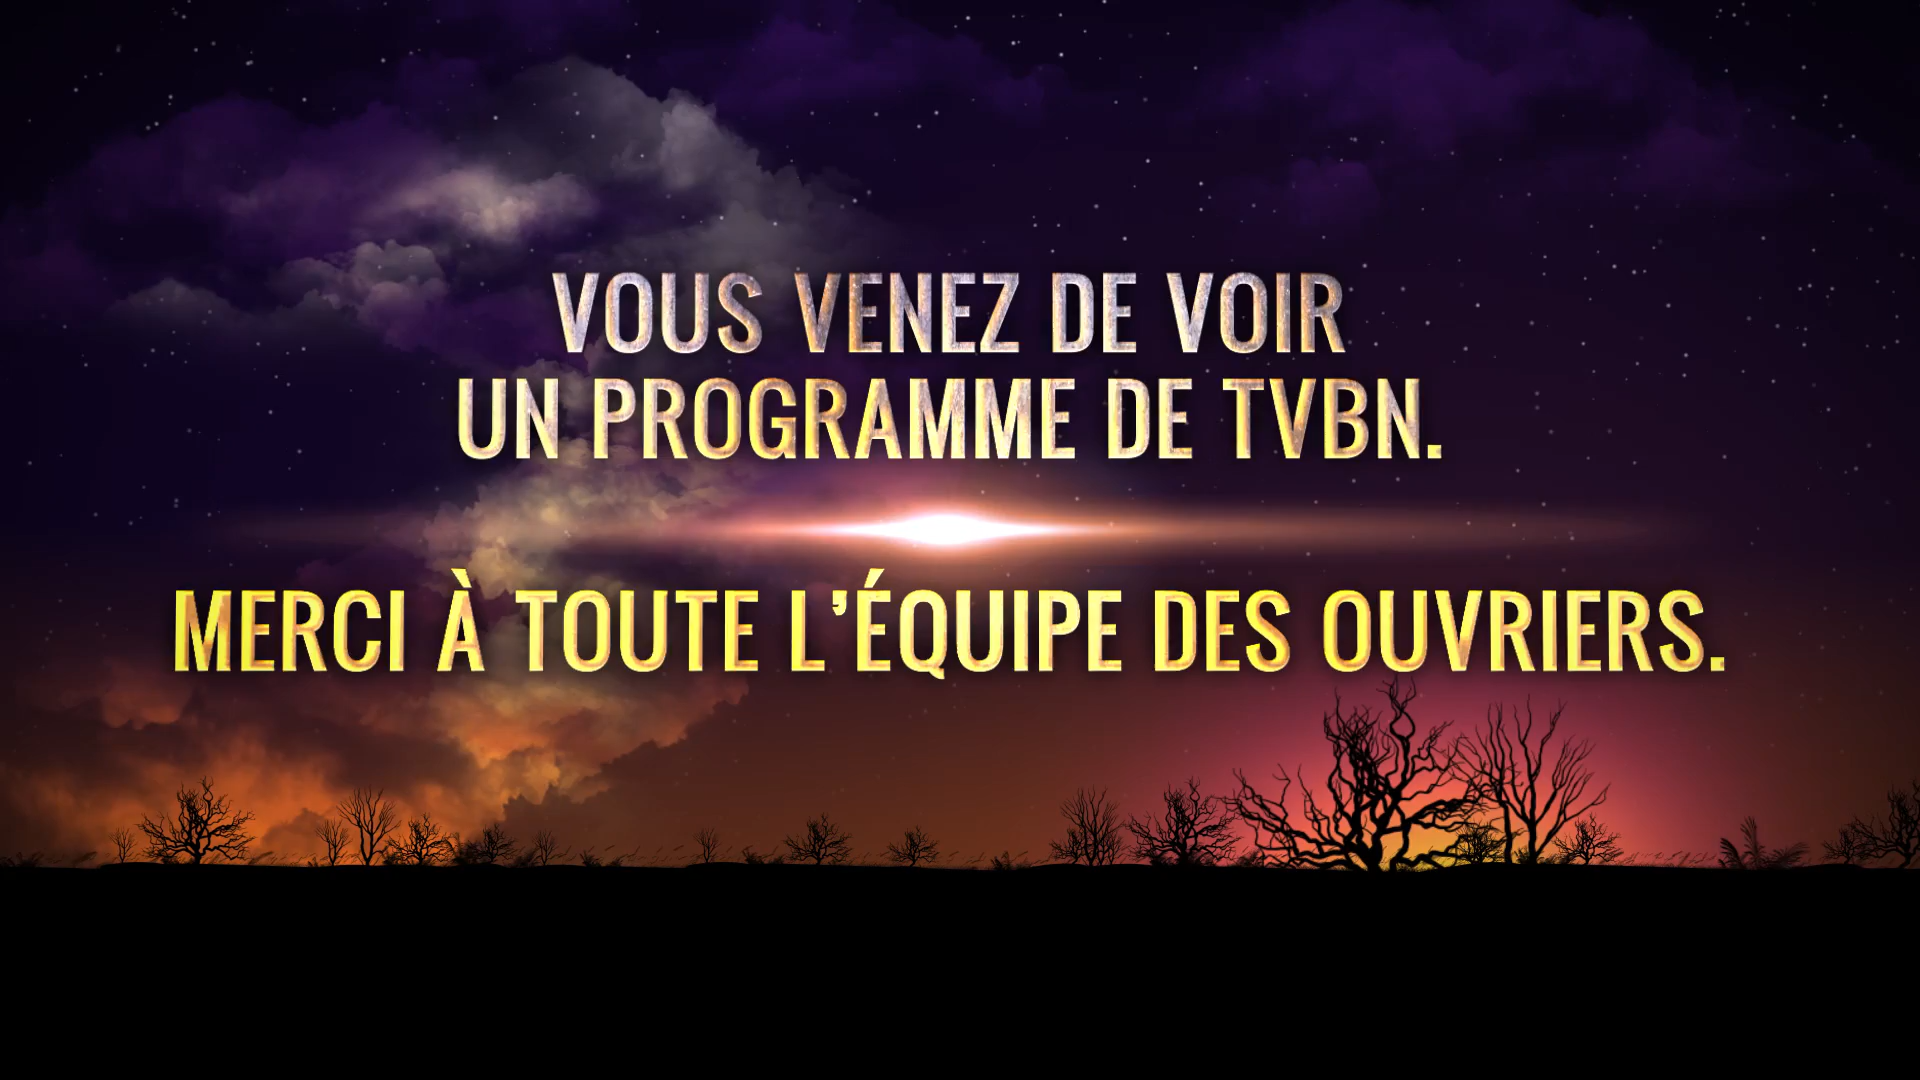 VOUS VENEZ DE VOIR
UN PROGRAMME DE TVBN.
MERCI À TOUTE L’ÉQUIPE DES OUVRIERS.